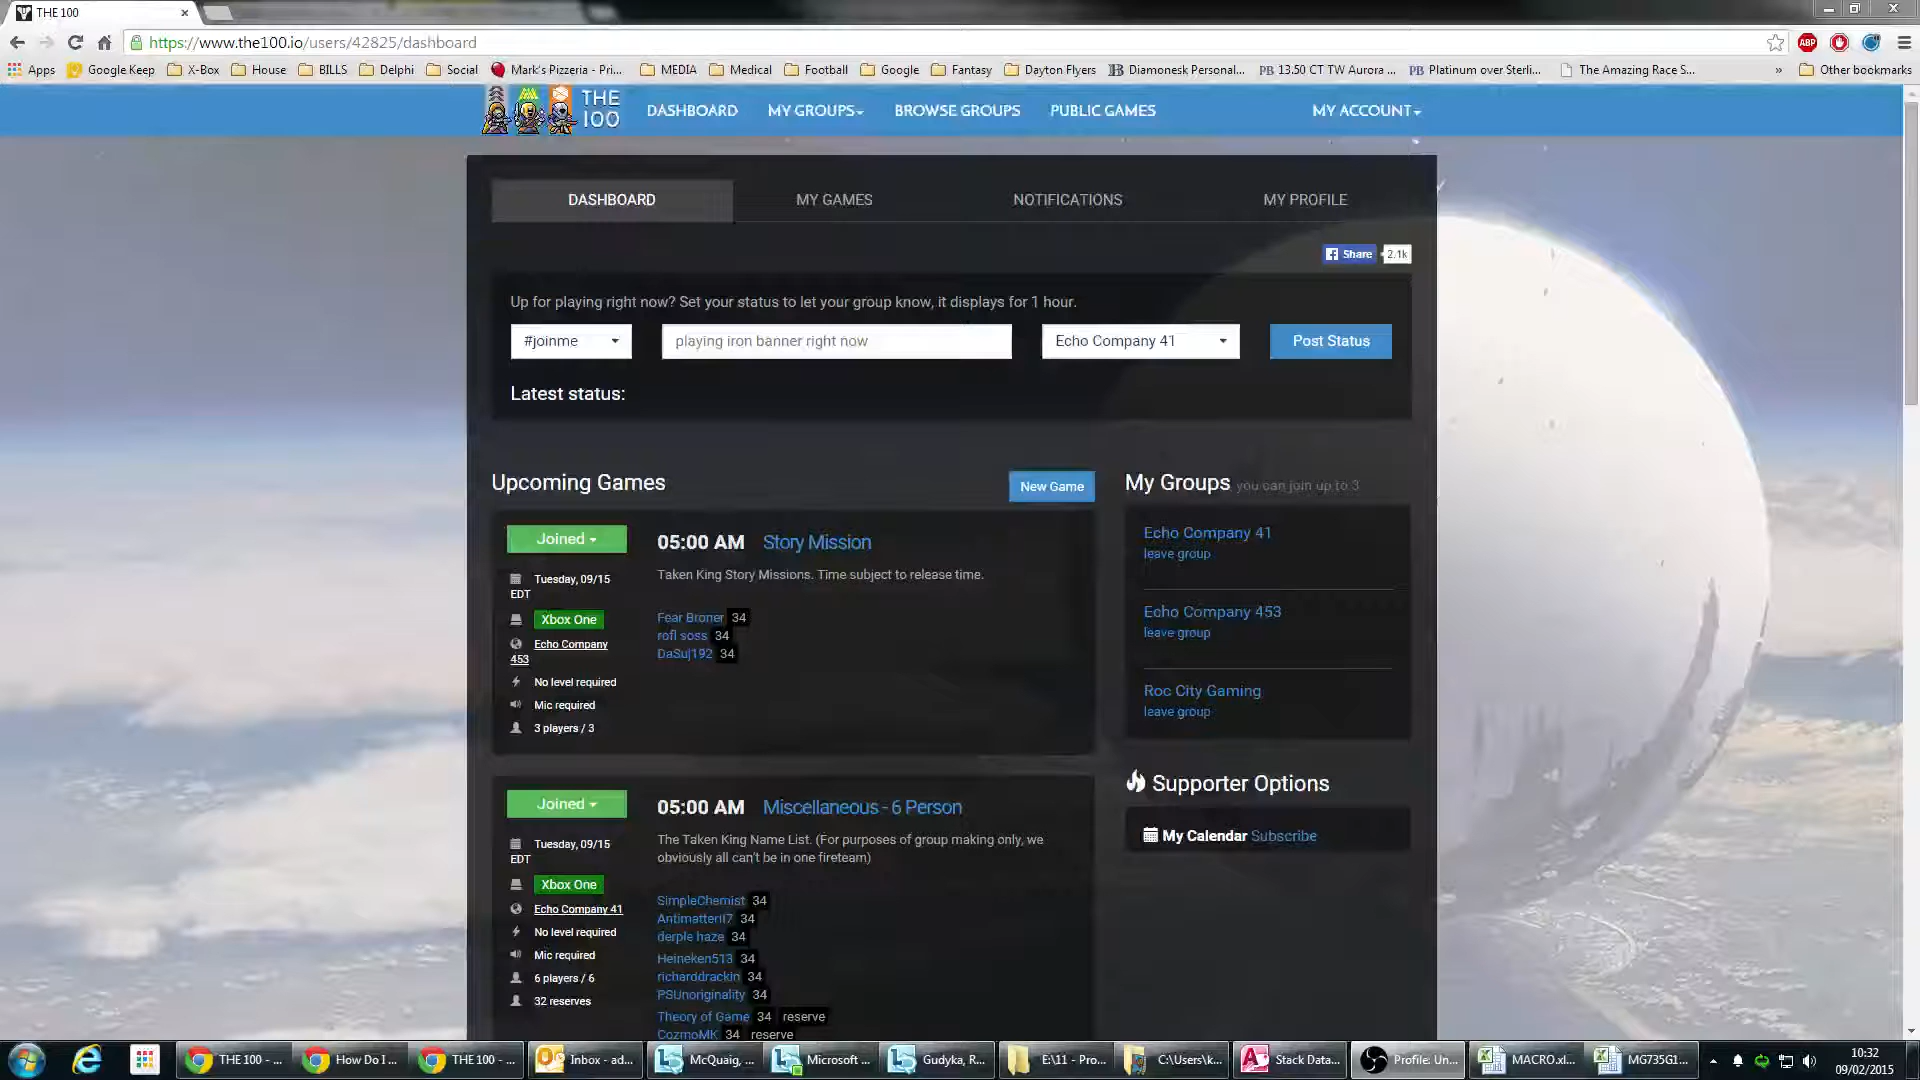 THE 100
https://www.the100.io/users/42825/dashboard
ABP
Apps Google Keep X-Box House BILLS Delphi Social Mark's Pizzeria - Pri... MEDIA Medical Football Google Fantasy Dayton Flyers Diamonesk Personal... PB 13.50 CT TW Aurora ... PB Platinum over Sterli... The Amazing Race S... » Other bookmarks
THE 100 DASHBOARD MY GROUPS BROWSE GROUPS PUBLIC GAMES MY ACCOUNT
DASHBOARD MY GAMES NOTIFICATIONS MY PROFILE
Share 2.1k
Up for playing right now? Set your status to let your group know, it displays for 1 hour.
#joinme playing iron banner right now Echo Company 41 Post Status
Latest status:
Upcoming Games New Game
Joined 05:00 AM Story Mission
Tuesday, 09/15
EDT
Xbox One
Echo Company
453
No level required
Mic required
3 players / 3
Taken King Story Missions. Time subject to release time.
Fear Broner 34
rofl soss 34
DaSuj192 34
Joined 05:00 AM Miscellaneous - 6 Person
Tuesday, 09/15
EDT
Xbox One
Echo Company 41
No level required
Mic required
6 players / 6
32 reserves
The Taken King Name List. (For purposes of group making only, we
obviously all can't be in one fireteam)
SimpleChemist 34
34
derple haze 34
Heineken513 34
richarddrackin 34
PSUnoriginality 34
Theory of Game 34 reserve
CozmoMK 34 reserve
My Groups you can join up to 3
Echo Company 41
leave group
Echo Company 453
leave group
Roc City Gaming
leave group
Supporter Options
My Calendar Subscribe
THE 100 - ... How Do I ... THE 100 - ... Inbox - ad... McQuaig, ... Microsoft ... Gudyka, R... E:\11 - Pro... C:\Users\k... Stack Data... Profile: Un... MACRO.xl... MG735G1...
10:32
09/02/2015